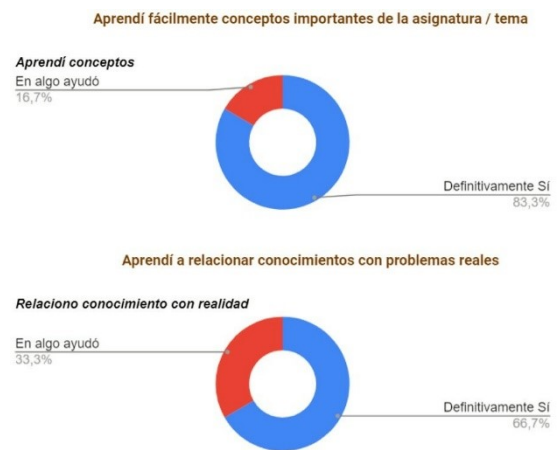 Aprendí fácilmente conceptos importantes de la asignatura / tema
Aprendí conceptos
En algo ayudó
16,7%
Definitivamente Sí
83,3%
Aprendí a relacionar conocimientos con problemas reales
Relaciono conocimiento con realidad
En algo ayudó
33,3%
Definitivamente Sí
66,7%